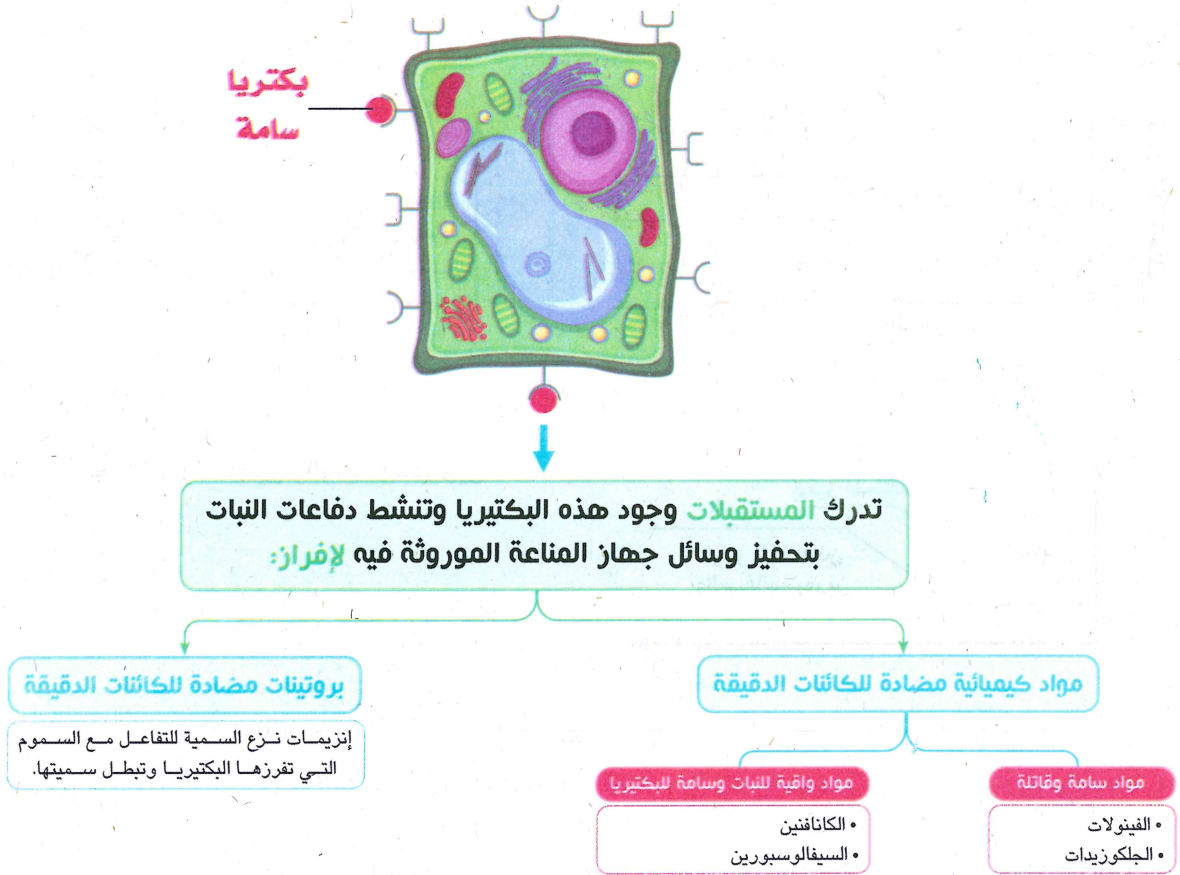 بكتريا
سامة
تدرك المستقبلات وجود هذه البكتيريا وتنشط دفاعات النبات
بتحفيز وسائل جهاز المناعة الموروثة فيه لإفراز:
مواد كيميائية مضادة للكائنات الدقيقة
بروتينات مضادة للكائنات الدقيقة
إنزيمات نزع السمية للتفاعل مع السموم
التي تفرزها البكتيريا وتبطل سميتها.
مواد سامة وقاتلة
• الفينولات
• الجلكوزيدات
مواد واقية للنبات وسامة للبكتيريا
• الكانافنين
• السيفالوسبورين